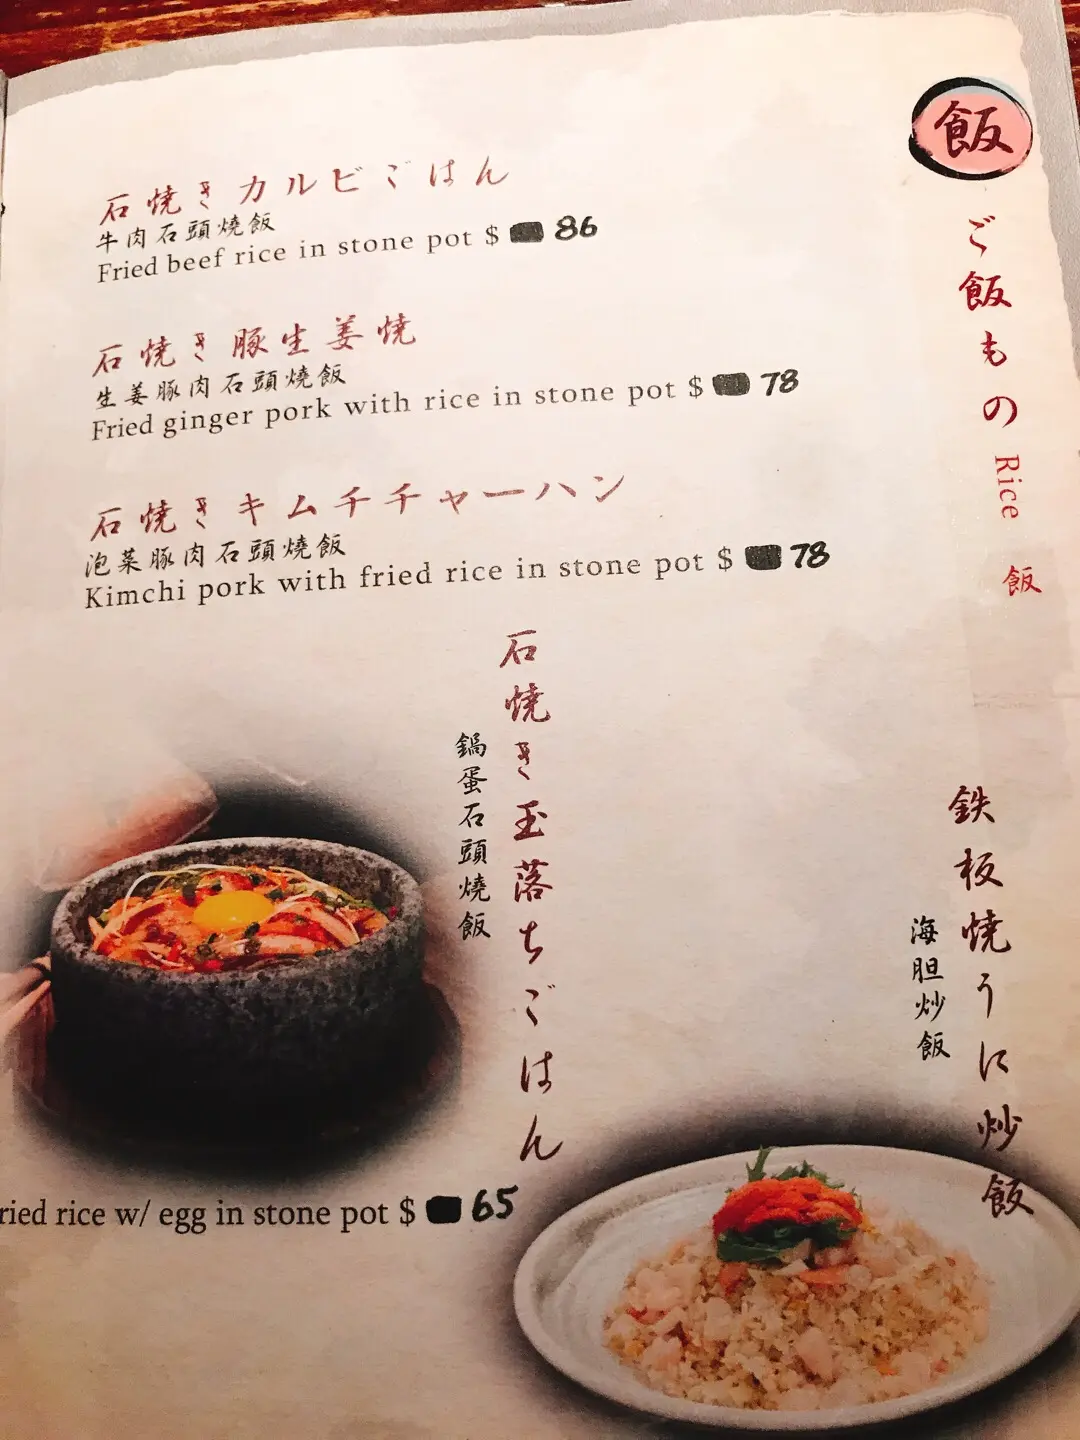 飯
ご飯もの Rice 飯
石焼きカルビごはん
牛肉石頭燒飯
Fried beef rice in stone pot $ 86
石焼き豚生姜焼
生姜豚肉石頭燒飯
Fried ginger pork with rice in stone pot $ 78
石焼きキムチチャーハン
泡菜豚肉石頭燒飯
Kimchi pork with fried rice in stone pot $ 78
石焼き玉落ちごはん
鍋蛋石頭燒飯
ried rice w/ egg in stone pot $ 65
鉄板焼うに炒飯
海胆炒飯